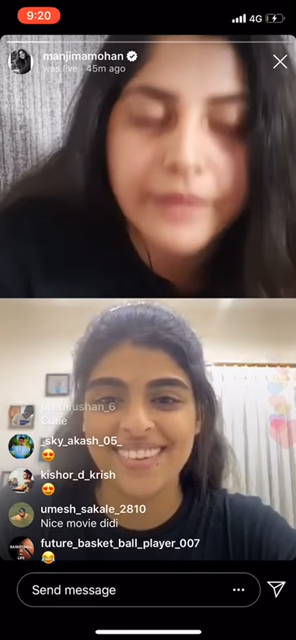 9:20
4G
manjimamohan
was live · 45m ago
Cute
_sky_akash_05_
😍
kishor_d_krish
😍
umesh_sakale_2810
Nice movie didi
future_basket_ball_player_007
😂
Send message